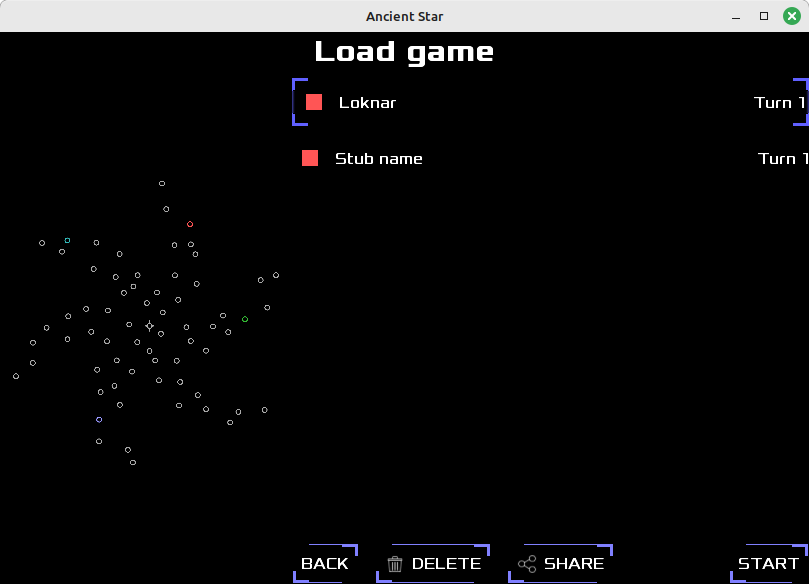 Ancient Star
Load game
Loknar Turn 1
Stub name Turn 1
BACK DELETE SHARE START